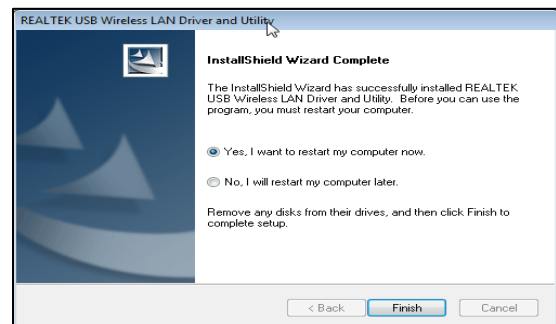 REALTEK USB Wireless LAN Driver and Utility
InstallShield Wizard Complete
The InstallShield Wizard has successfully installed REALTEK
USB Wireless LAN Driver and Utility. Before you can use the
program, you must restart your computer.
Yes, I want to restart my computer now.
No, I will restart my computer later.
Remove any disks from their drives, and then click Finish to
complete setup.
< Back
Finish
Cancel